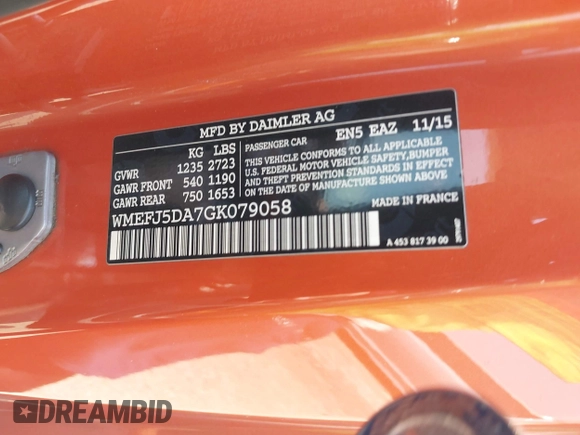 MFD BY DAIMLER AG
KG LBS
GVWR 1235 2723
GAWR FRONT 540 1190
GAWR REAR 750 1653
PASSENGER CAR EN5 EAZ 11/15
THIS VEHICLE CONFORMS TO ALL APPLICABLE
U.S. FEDERAL MOTOR VEHICLE SAFETY, BUMPER
AND THEFT PREVENTION STANDARDS IN
EFFECT ON THE DATE OF
MANUFACTURE SHOWN ABOVE.
WMEFJ5DA7GK079058
MADE IN FRANCE
A 453 817 39 00
DREAMBID